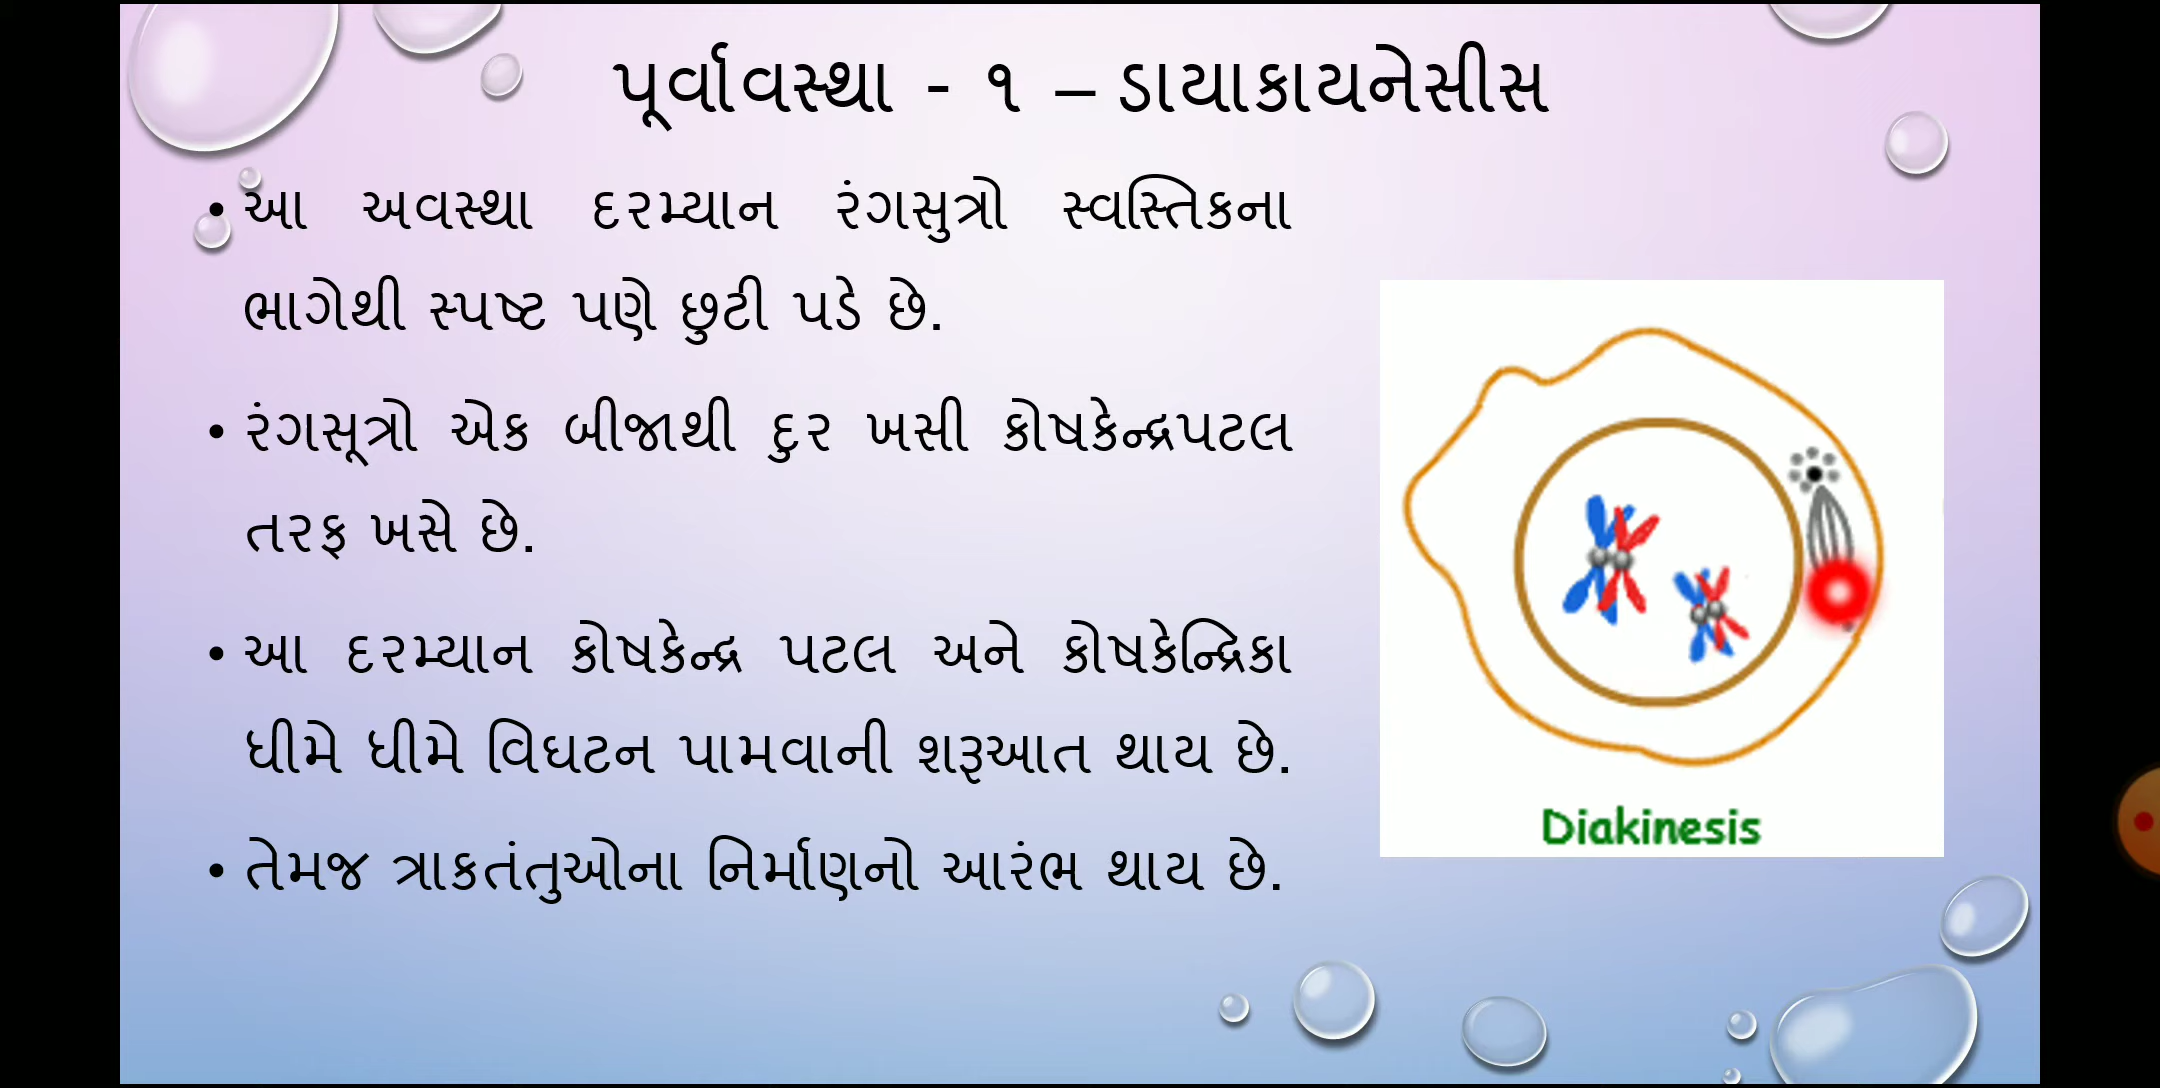 પૂર્વાવસ્થા - ૧ – ડાયાકાયનેસીસ
• આ અવસ્થા દરમ્યાન રંગસુત્રો સ્વસ્તિકના
ભાગેથી સ્પષ્ટ પણે છુટી પડે છે.
• રંગસૂત્રો એક બીજાથી દુર ખસી કોષકેન્દ્રપટલ
તરફ ખસે છે.
• આ દરમ્યાન કોષકેન્દ્ર પટલ અને કોષકેન્દ્રિકા
ધીમે ધીમે વિઘટન પામવાની શરૂઆત થાય છે.
• તેમજ ત્રાકતંતુઓના નિર્માણનો આરંભ થાય છે.
Diakinesis